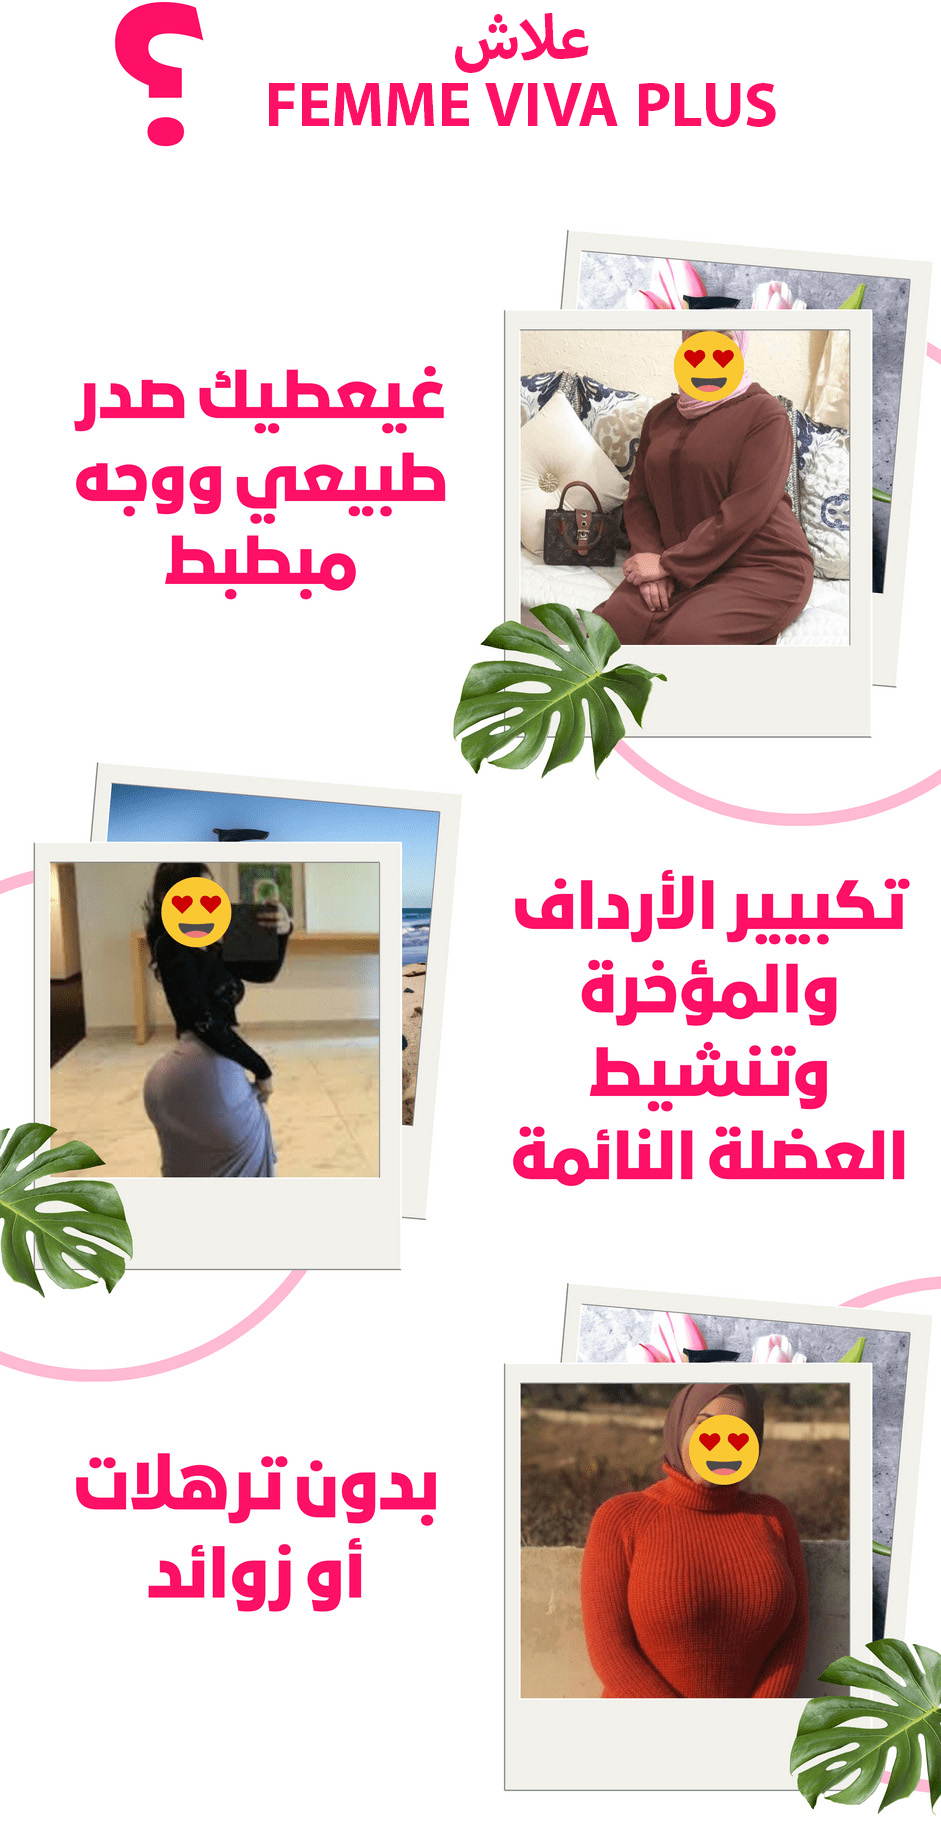 علاش
FEMME VIVA PLUS
؟
غيعطيك صدر
طبيعي ووجه
مبطبط
تكبيير الأرداف
والمؤخرة
وتنشيط
العضلة النائمة
بدون ترهلات
أو زوائد